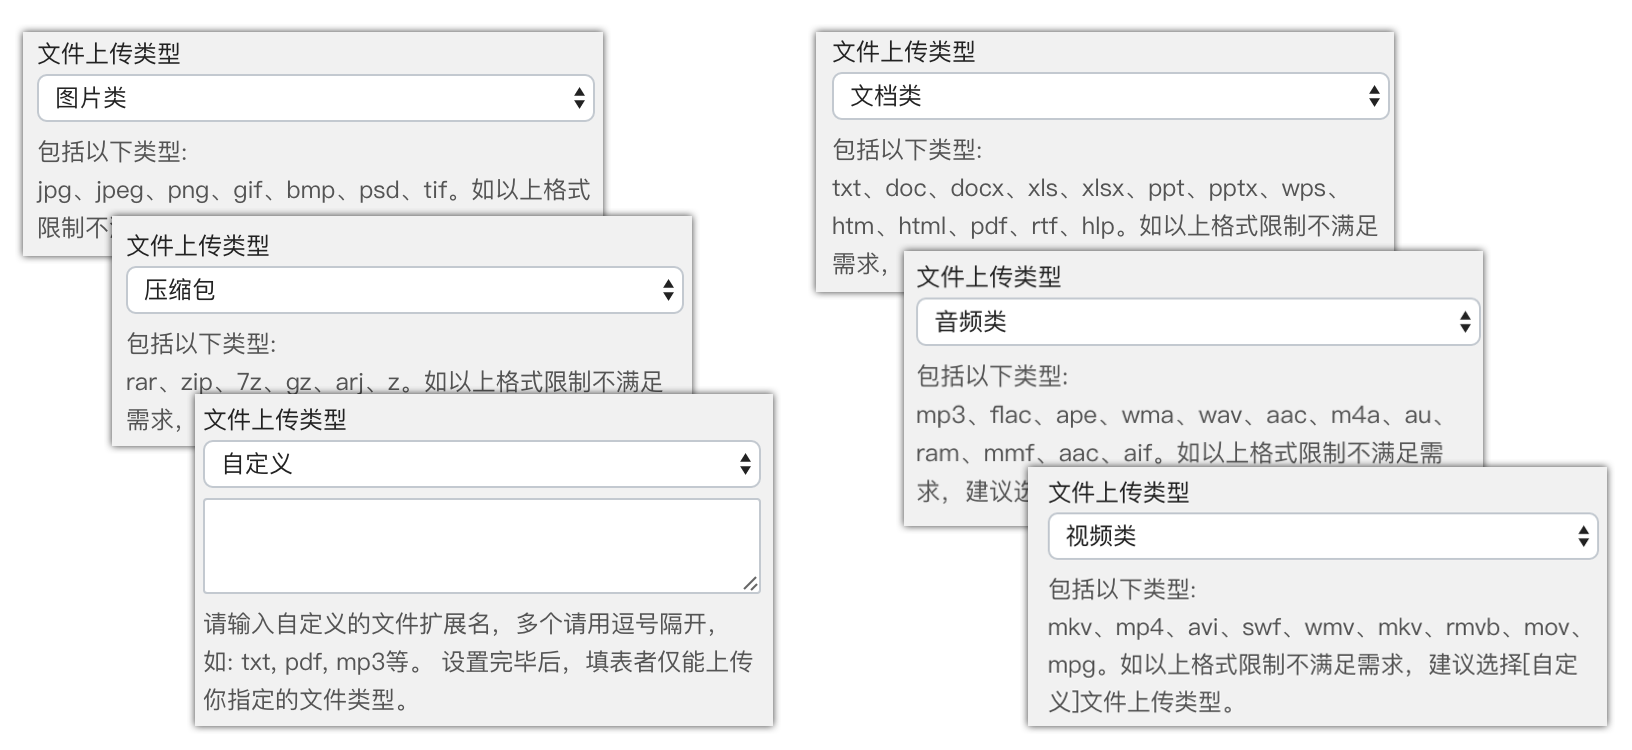 文件上传类型
图片类
包括以下类型:
jpg、jpeg、png、gif、bmp、psd、tif。如以上格式
限制不
文件上传类型
压缩包
包括以下类型:
rar、zip、7z、gz、arj、z。如以上格式限制不满足
需求，
文件上传类型
自定义
请输入自定义的文件扩展名，多个请用逗号隔开，
如: txt, pdf, mp3等。 设置完毕后，填表者仅能上传
你指定的文件类型。
文件上传类型
文档类
包括以下类型:
txt、doc、docx、xls、xlsx、ppt、pptx、wps、
htm、html、pdf、rtf、hlp。如以上格式限制不满足
需求，
文件上传类型
音频类
包括以下类型:
mp3、flac、ape、wma、wav、aac、m4a、au、
ram、mmf、aac、aif。如以上格式限制不满足需
求，建议选
文件上传类型
视频类
包括以下类型:
mkv、mp4、avi、swf、wmv、mkv、rmvb、mov、
mpg。如以上格式限制不满足需求，建议选择[自定
义]文件上传类型。